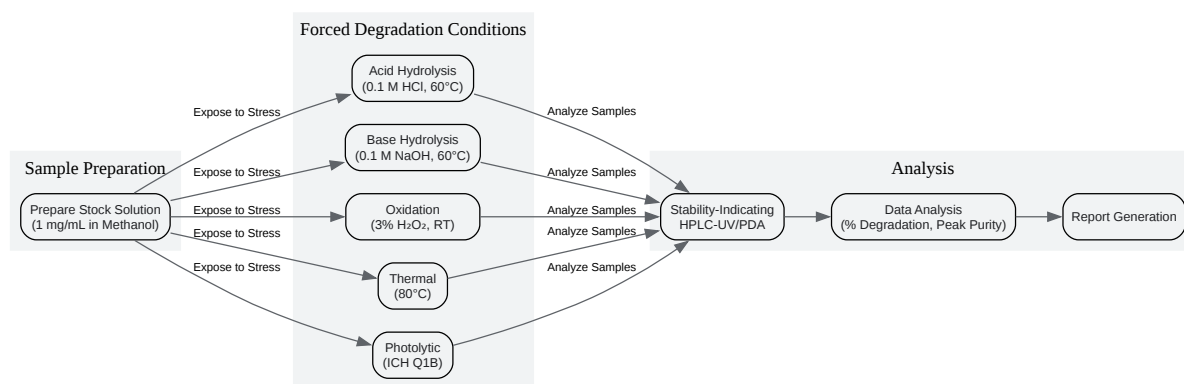 Forced Degradation Conditions
Acid Hydrolysis
(0.1 M HCl, 60°C)
Expose to Stress
Analyze Samples
Base Hydrolysis
(0.1 M NaOH, 60°C)
Sample Preparation
Expose to Stress
Analyze Samples
Analysis
Prepare Stock Solution
(1 mg/mL in Methanol)
Expose to Stress
Oxidation
(3% H₂O₂, RT)
Analyze Samples
Stability-Indicating
HPLC-UV/PDA
Data Analysis
(% Degradation, Peak Purity)
Report Generation
Expose to Stress
Analyze Samples
Thermal
(80°C)
Expose to Stress
Analyze Samples
Photolytic
(ICH Q1B)